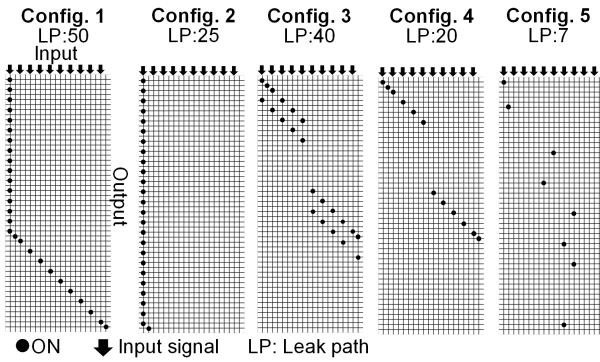 Config. 1 Config. 2 Config. 3 Config. 4 Config. 5
LP:50 LP:25 LP:40 LP:20 LP:7
Input
Output
ON Input signal LP: Leak path